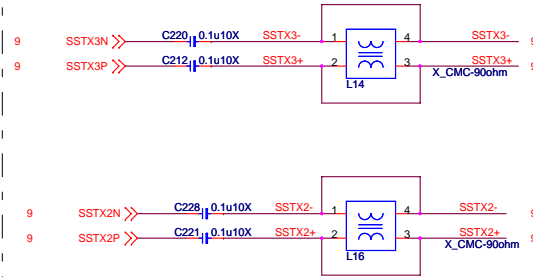 9 SSTX3N C220 0.1u10X SSTX3- 1 4 SSTX3-
9 SSTX3P C212 0.1u10X SSTX3+ 2 3 SSTX3+
L14 X_CMC-90ohm
9 SSTX2N C228 0.1u10X SSTX2- 1 4 SSTX2-
9 SSTX2P C221 0.1u10X SSTX2+ 2 3 SSTX2+
L16 X_CMC-90ohm